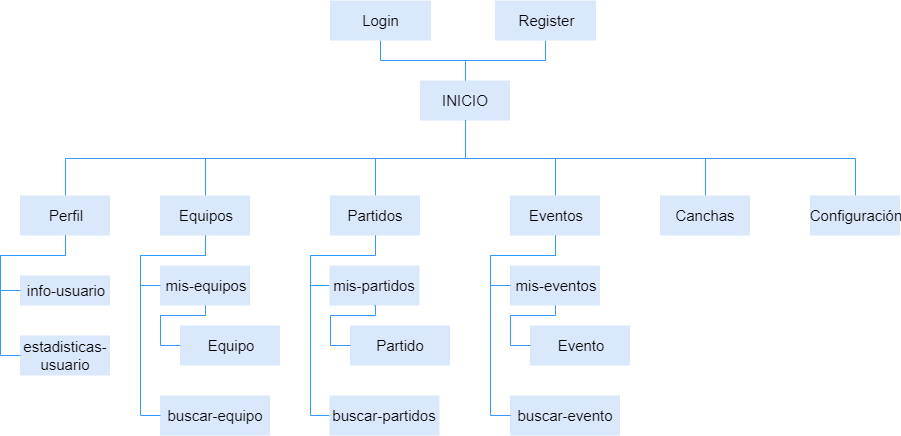 Login
Register
INICIO
Perfil
Equipos
Partidos
Eventos
Canchas
Configuración
info-usuario
estadisticas-
usuario
mis-equipos
Equipo
buscar-equipo
mis-partidos
Partido
buscar-partidos
mis-eventos
Evento
buscar-evento